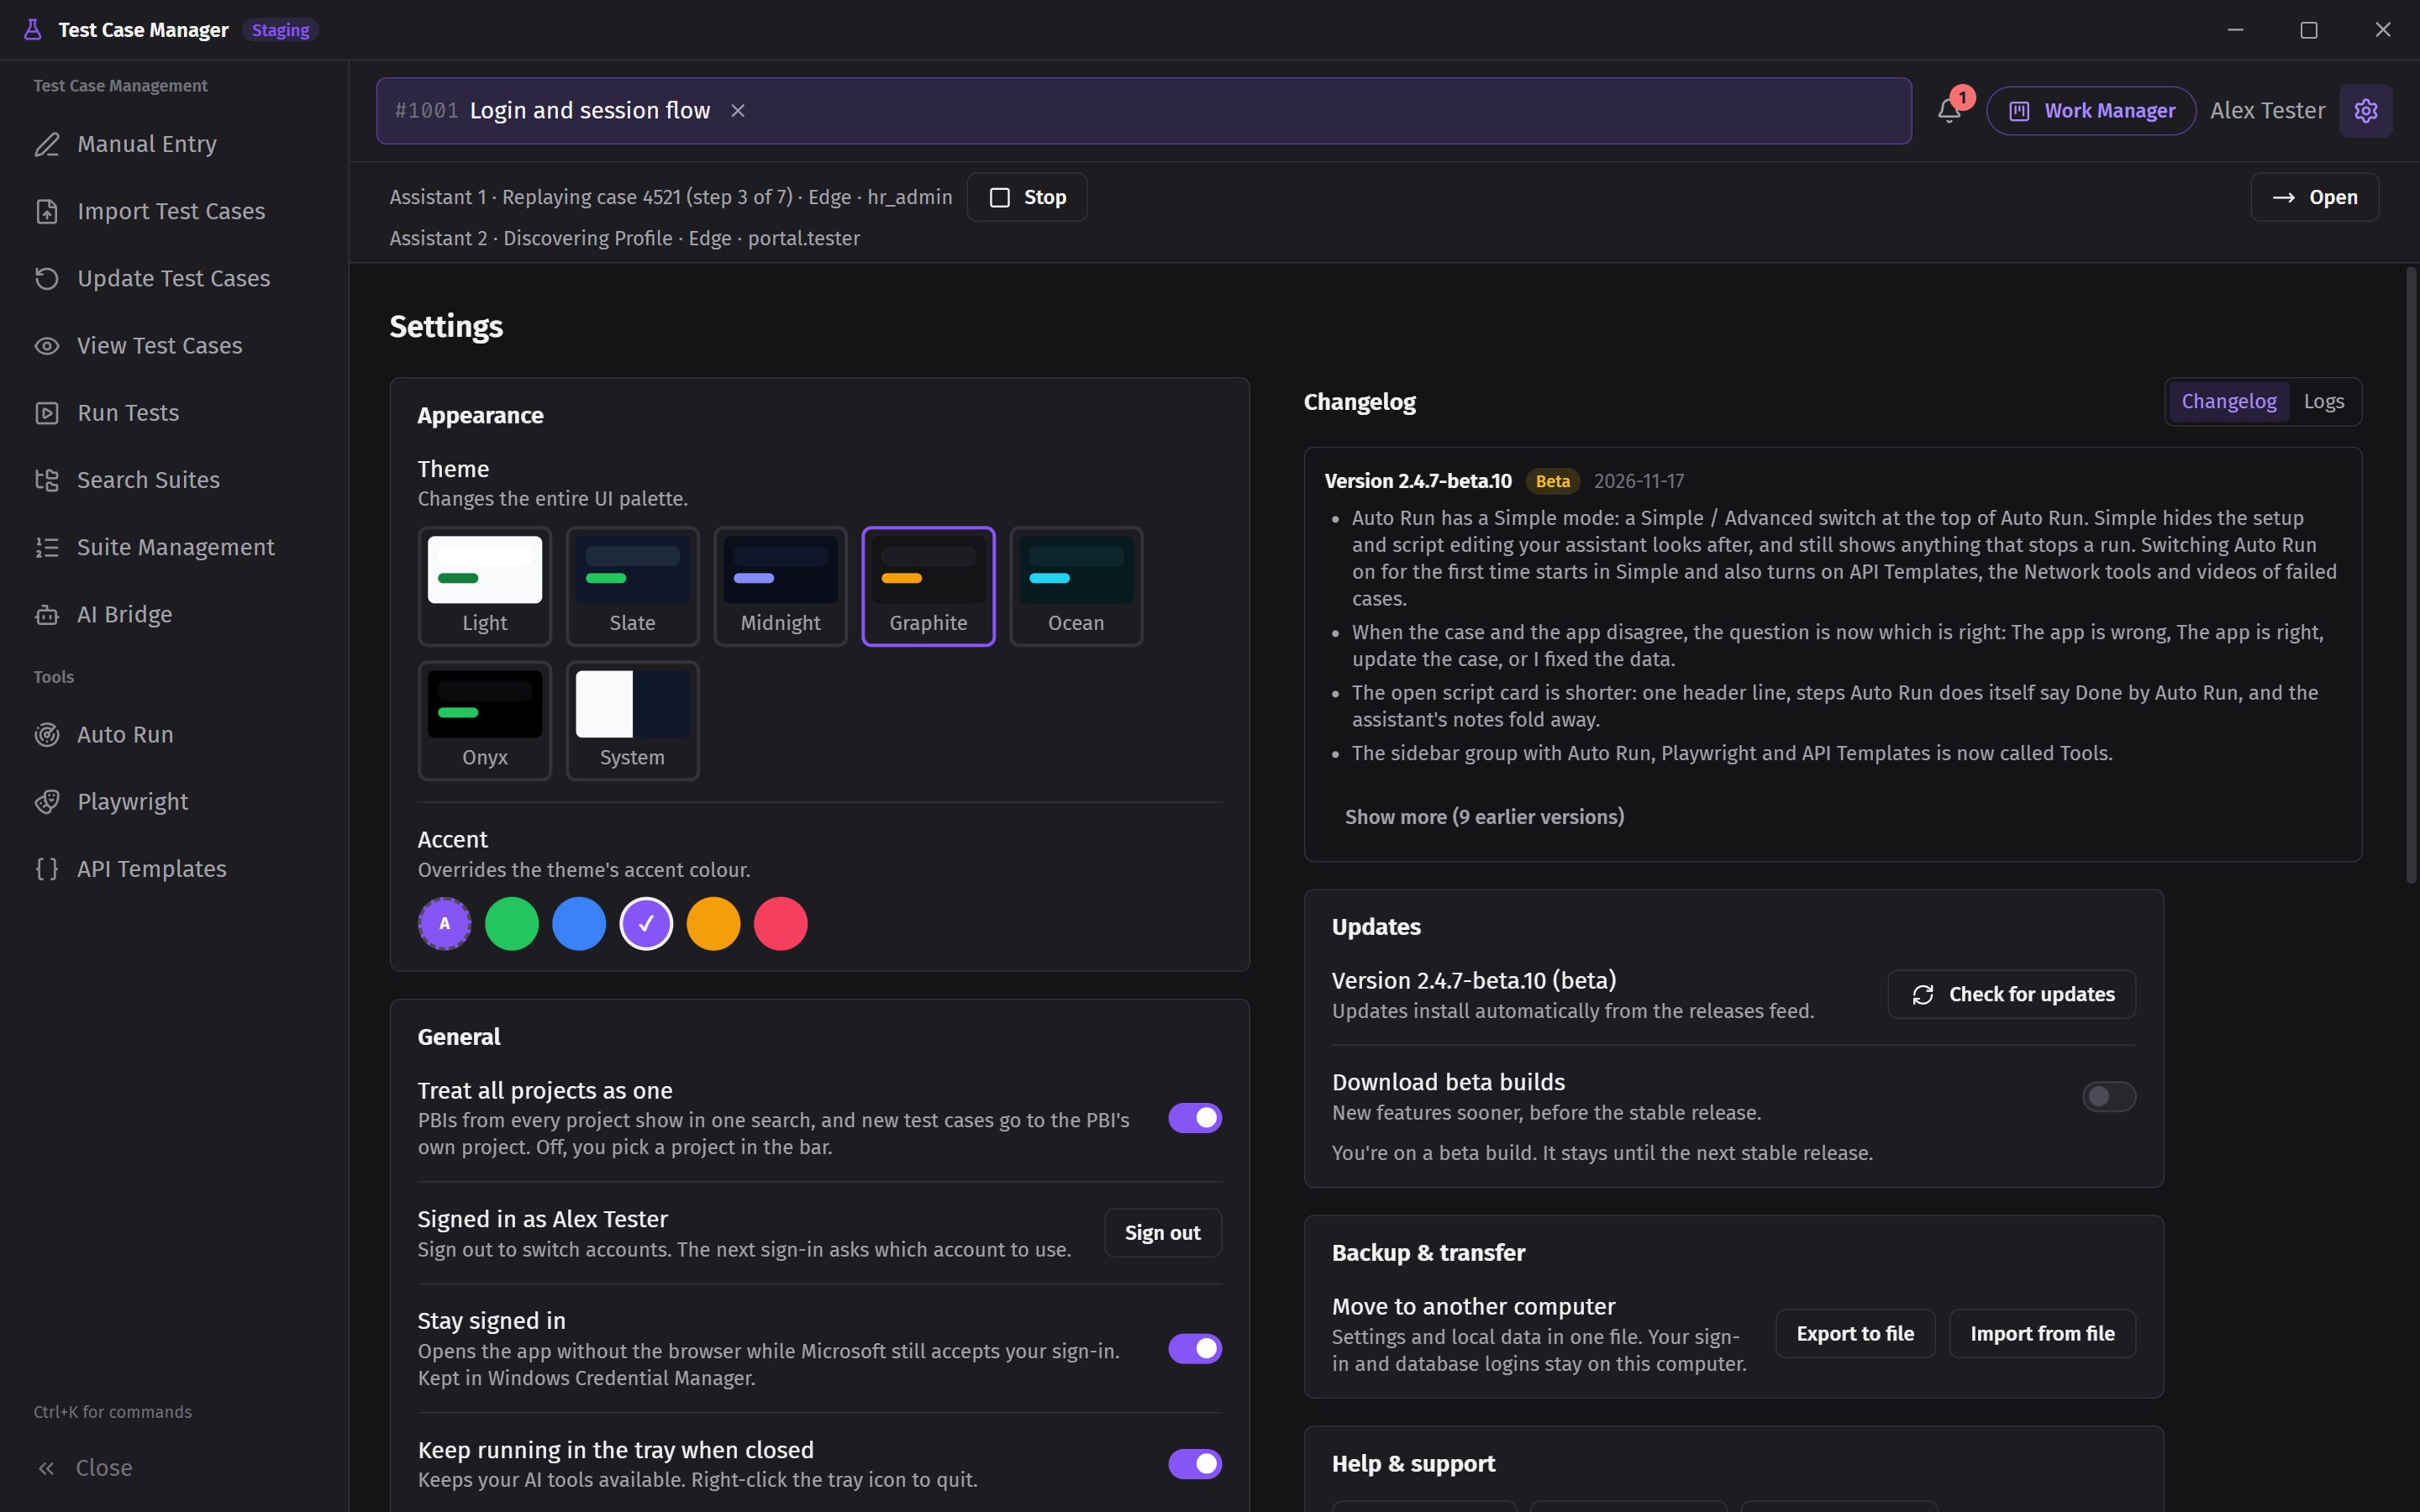 Test Case Manager Staging
Test Case Management
Manual Entry
Import Test Cases
Update Test Cases
View Test Cases
Run Tests
Search Suites
Suite Management
AI Bridge
Tools
Auto Run
Playwright
API Templates
Ctrl+K for commands
Close
#1001 Login and session flow
1
Work Manager
Alex Tester
Assistant 1 · Replaying case 4521 (step 3 of 7) · Edge · hr_admin
Stop
Open
Assistant 2 · Discovering Profile · Edge · portal.tester
Settings
Appearance
Theme
Changes the entire UI palette.
Light
Slate
Midnight
Graphite
Ocean
Onyx
System
Accent
Overrides the theme's accent colour.
A
General
Treat all projects as one
PBIs from every project show in one search, and new test cases go to the PBI's
own project. Off, you pick a project in the bar.
Signed in as Alex Tester
Sign out to switch accounts. The next sign-in asks which account to use.
Sign out
Stay signed in
Opens the app without the browser while Microsoft still accepts your sign-in.
Kept in Windows Credential Manager.
Keep running in the tray when closed
Keeps your AI tools available. Right-click the tray icon to quit.
Changelog
Changelog
Logs
Version 2.4.7-beta.10 Beta 2026-11-17
• Auto Run has a Simple mode: a Simple / Advanced switch at the top of Auto Run. Simple hides the setup
and script editing your assistant looks after, and still shows anything that stops a run. Switching Auto Run
on for the first time starts in Simple and also turns on API Templates, the Network tools and videos of failed
cases.
• When the case and the app disagree, the question is now which is right: The app is wrong, The app is right,
update the case, or I fixed the data.
• The open script card is shorter: one header line, steps Auto Run does itself say Done by Auto Run, and the
assistant's notes fold away.
• The sidebar group with Auto Run, Playwright and API Templates is now called Tools.
Show more (9 earlier versions)
Updates
Version 2.4.7-beta.10 (beta)
Updates install automatically from the releases feed.
Check for updates
Download beta builds
New features sooner, before the stable release.
You're on a beta build. It stays until the next stable release.
Backup & transfer
Move to another computer
Settings and local data in one file. Your sign-
in and database logins stay on this computer.
Export to file
Import from file
Help & support